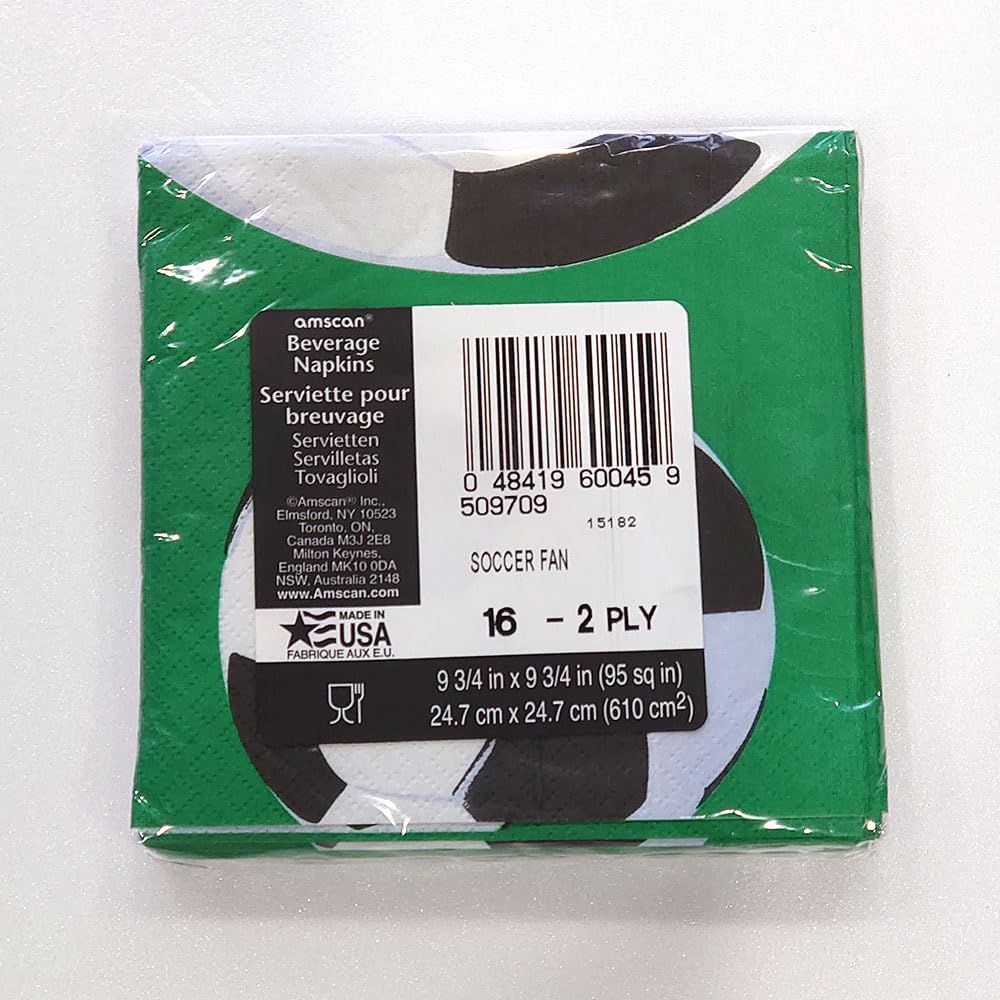 amscan®
Beverage
Napkins
Serviette pour
breuvage
Servietten
Servilletas
Tovaglioli
©Amscan® Inc.,
Elmsford, NY 10523
Toronto, ON,
Canada M3J 2E8
Milton Keynes,
England MK10 0DA
NSW, Australia 2148
www.Amscan.com
MADE IN
USA
FABRIQUE AUX E.U.
0 48419 60045 9
509709
15182
SOCCER FAN
16 - 2 PLY
9 3/4 in x 9 3/4 in (95 sq in)
24.7 cm x 24.7 cm (610 cm²)